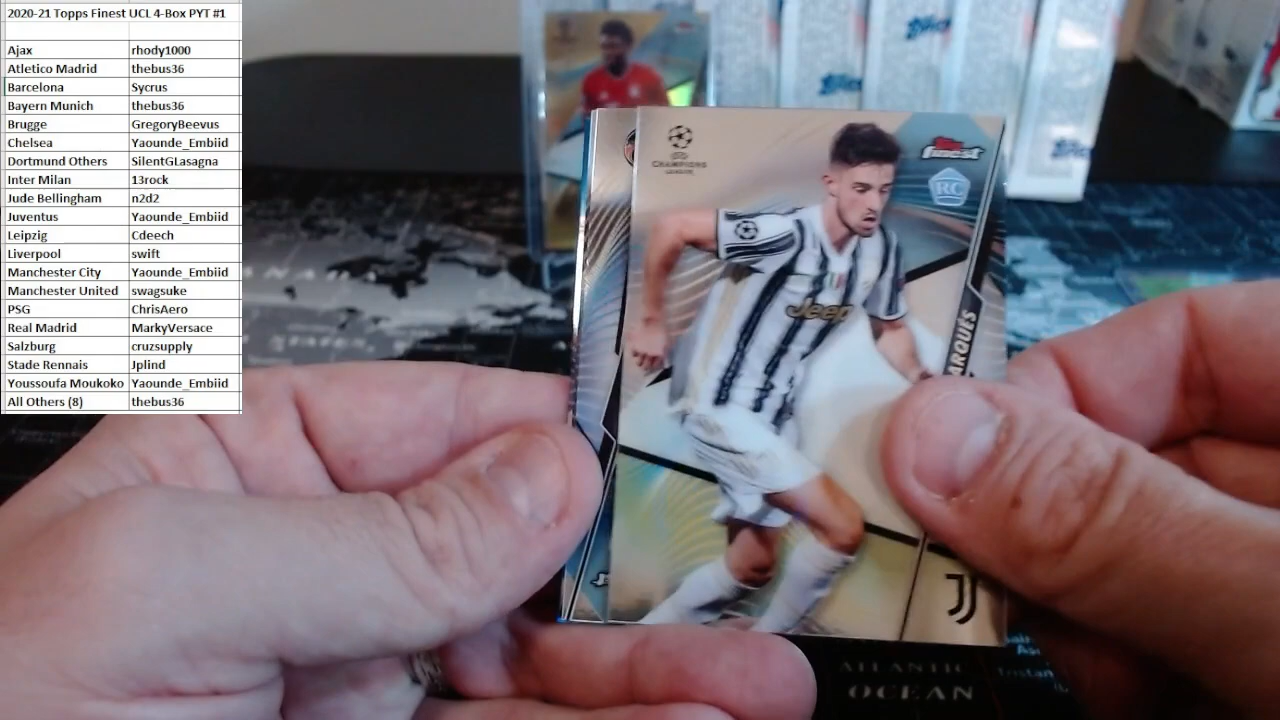 2020-21 Topps Finest UCL 4-Box PYT #1
Ajax rhody1000
Atletico Madrid thebus36
Barcelona Sycrus
Bayern Munich thebus36
Brugge GregoryBeevus
Chelsea Yaounde_Embiid
Dortmund Others SilentGLasagna
Inter Milan 13rock
Jude Bellingham n2d2
Juventus Yaounde_Embiid
Leipzig Cdeech
Liverpool swift
Manchester City Yaounde_Embiid
Manchester United swagsuke
PSG ChrisAero
Real Madrid MarkyVersace
Salzburg cruzsupply
Stade Rennais Jplind
Youssoufa Moukoko Yaounde_Embiid
All Others (8) thebus36
CHAMPIONS
LEAGUE
Topps
finest
RC
Jeep
ARQUES
Topps
ATLANTIC
OCEAN